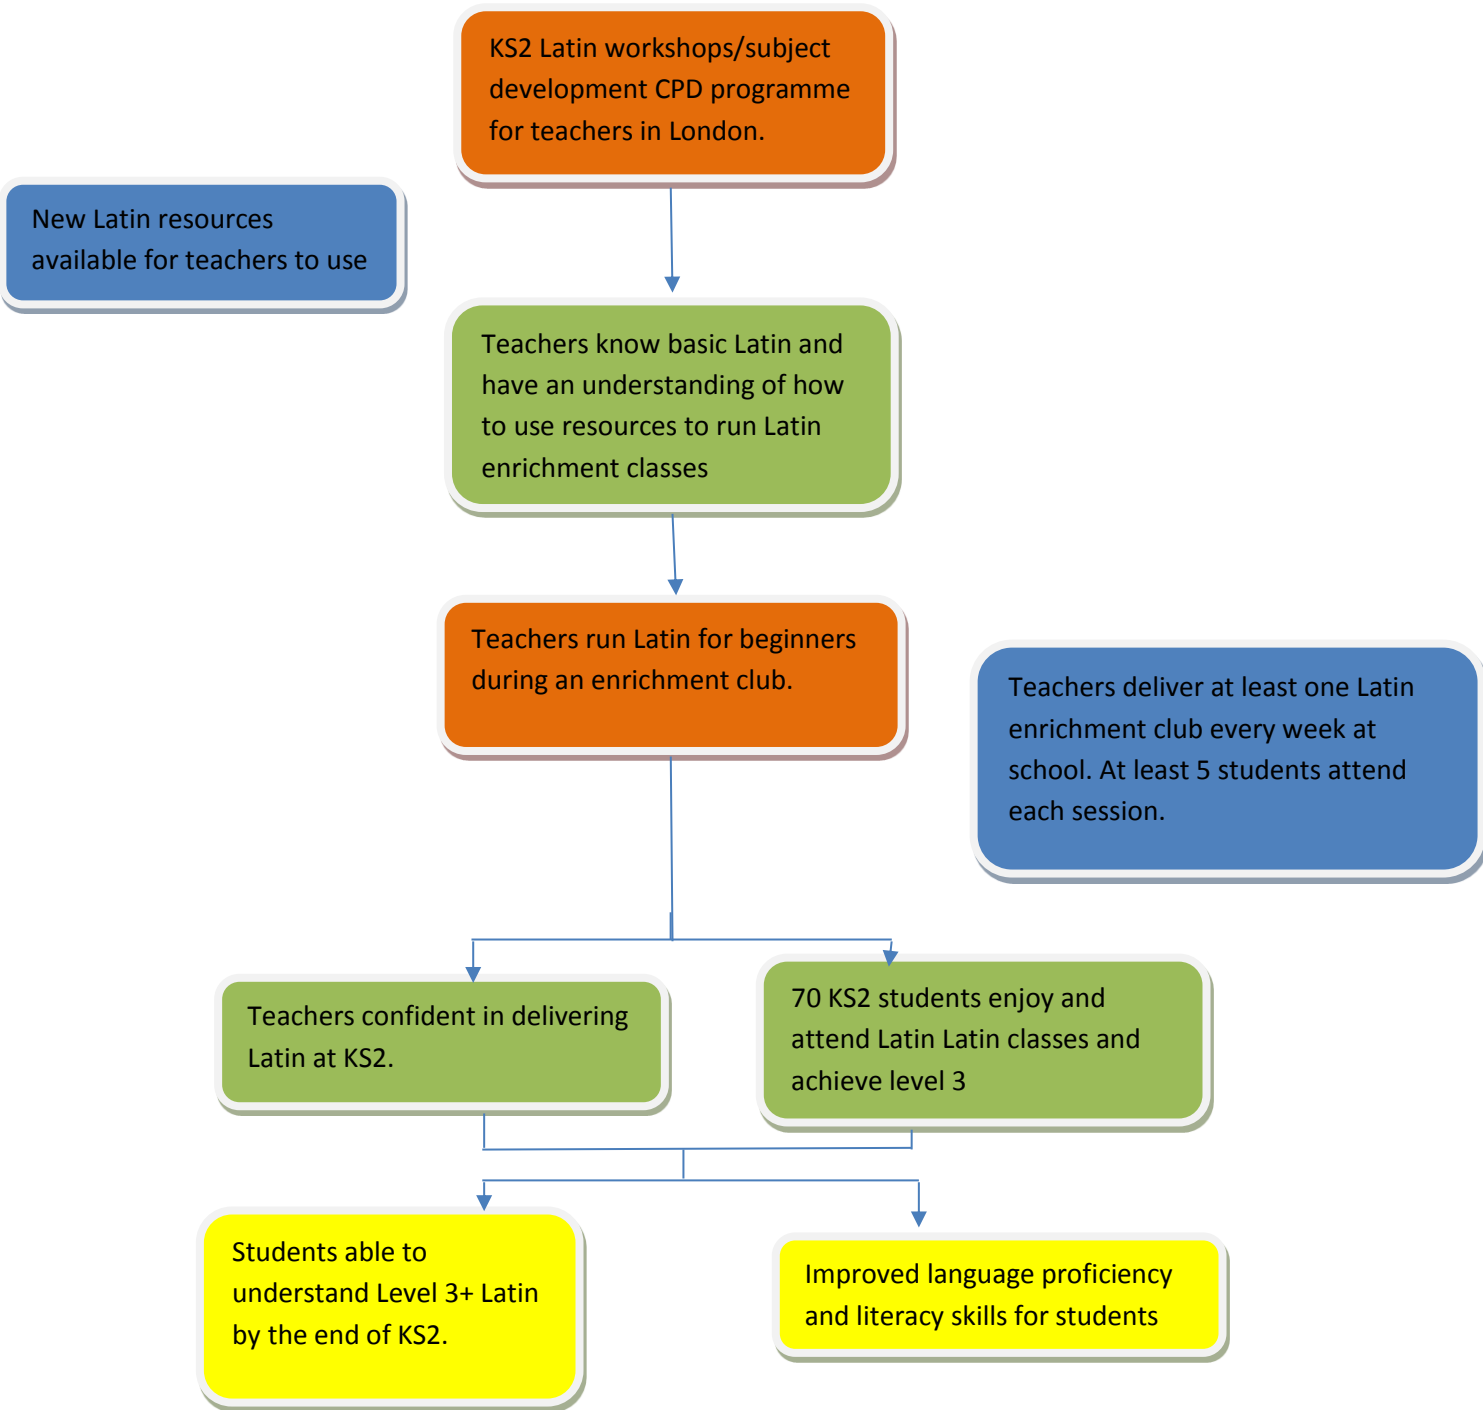 KS2 Latin workshops/subject
development CPD programme
for teachers in London.
New Latin resources
available for teachers to use
Teachers know basic Latin and
have an understanding of how
to use resources to run Latin
enrichment classes
Teachers run Latin for beginners
during an enrichment club.
Teachers deliver at least one Latin
enrichment club every week at
school. At least 5 students attend
each session.
Teachers confident in delivering
Latin at KS2.
70 KS2 students enjoy and
attend Latin Latin classes and
achieve level 3
Students able to
understand Level 3+ Latin
by the end of KS2.
Improved language proficiency
and literacy skills for students